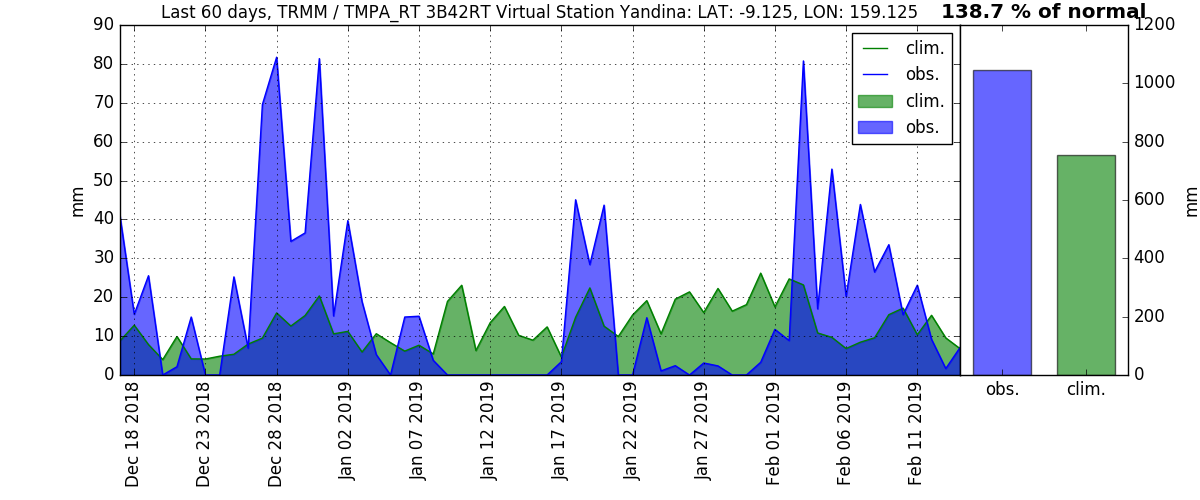 Last 60 days, TRMM / TMPA_RT 3B42RT Virtual Station Yandina: LAT: -9.125, LON: 159.125
138.7 % of normal
90
80
70
60
50
40
30
20
10
0
mm
clim.
obs.
clim.
obs.
1200
1000
800
600
400
200
0
mm
Dec 18 2018
Dec 23 2018
Dec 28 2018
Jan 02 2019
Jan 07 2019
Jan 12 2019
Jan 17 2019
Jan 22 2019
Jan 27 2019
Feb 01 2019
Feb 06 2019
Feb 11 2019
obs.
clim.